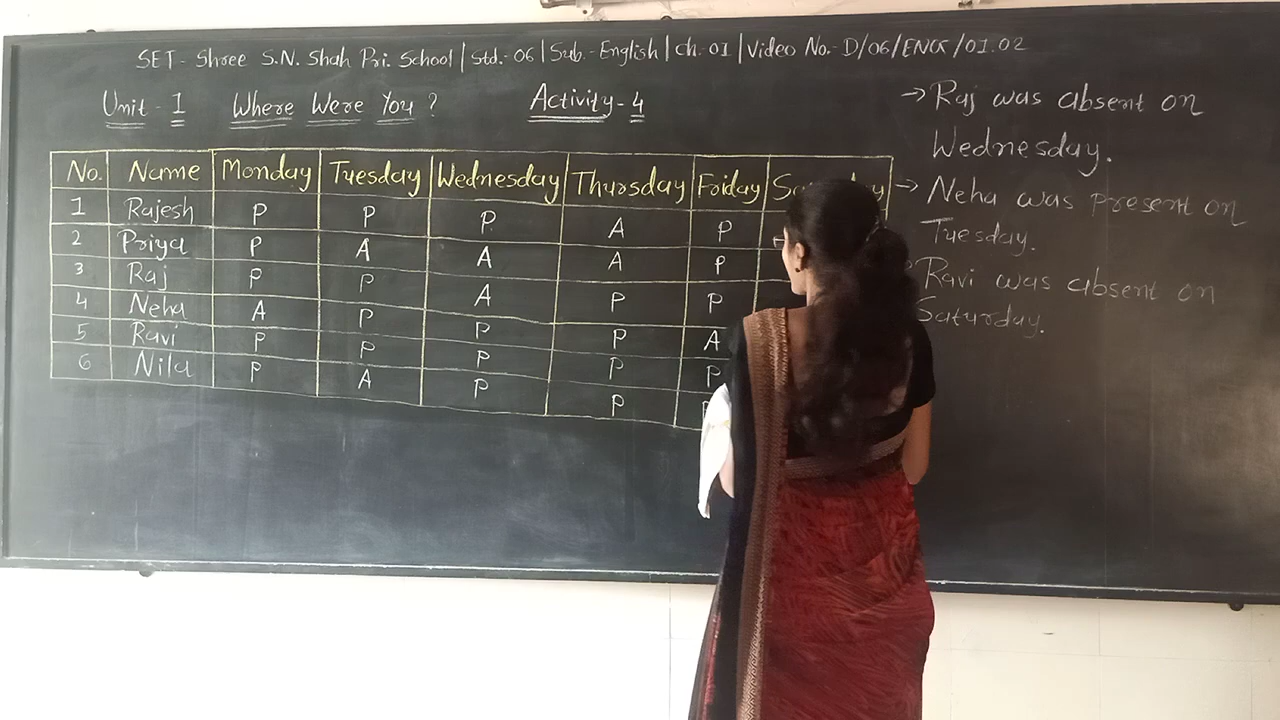 SET - Shree S.N. Shah Pri. School | Std.- 06 | Sub.- English | Ch.-01 | Video No.- D/06/ENG/01.02
Unit - 1 Where Were You ? Activity - 4
No. Name Monday Tuesday Wednesday Thursday Friday
1 Rajesh P P P A P
2 Priya P A A A P
3 Raj P P A P P
4 Neha A P P P A
5 Ravi P P P P P
6 Nila P A P P
→ Raj was absent on
Wednesday.
→ Neha was present on
Tuesday.
Ravi was absent on
Saturday.